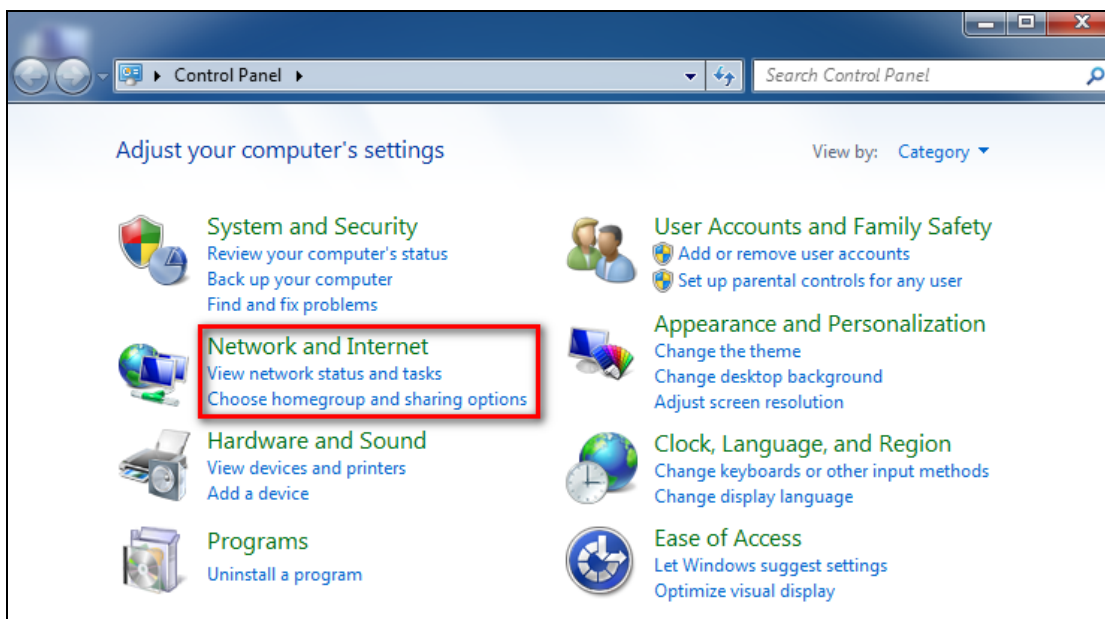 Control Panel
Search Control Panel
Adjust your computer's settings
View by: Category
System and Security
Review your computer's status
Back up your computer
Find and fix problems
Network and Internet
View network status and tasks
Choose homegroup and sharing options
Hardware and Sound
View devices and printers
Add a device
Programs
Uninstall a program
User Accounts and Family Safety
Add or remove user accounts
Set up parental controls for any user
Appearance and Personalization
Change the theme
Change desktop background
Adjust screen resolution
Clock, Language, and Region
Change keyboards or other input methods
Change display language
Ease of Access
Let Windows suggest settings
Optimize visual display